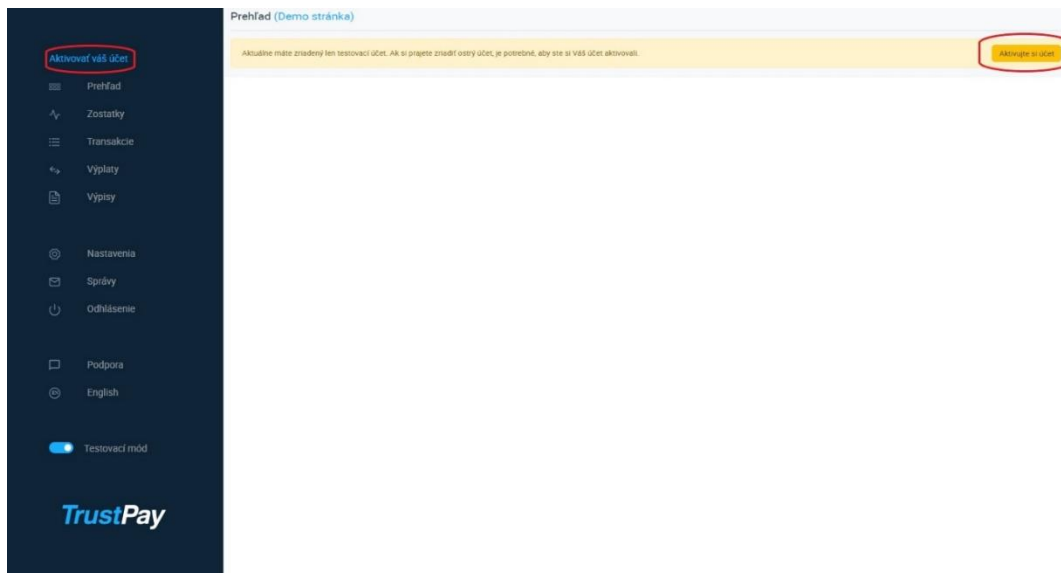 Prehľad (Demo stránka)
Aktuálne máte zriadený len testovací účet. Ak si prajete zriadiť ostrý účet, je potrebné, aby ste si Váš účet aktivovali.
Aktivujte si účet
Aktivovať váš účet
Prehľad
Zostatky
Transakcie
Výplaty
Výpisy
Nastavenia
Správy
Odhlásenie
Podpora
EN English
Testovací mód
TrustPay